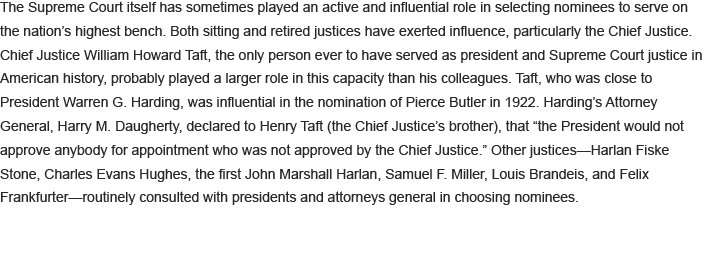 The Supreme Court itself has sometimes played an active and influential role in selecting nominees to serve on
the nation’s highest bench. Both sitting and retired justices have exerted influence, particularly the Chief Justice.
Chief Justice William Howard Taft, the only person ever to have served as president and Supreme Court justice in
American history, probably played a larger role in this capacity than his colleagues. Taft, who was close to
President Warren G. Harding, was influential in the nomination of Pierce Butler in 1922. Harding’s Attorney
General, Harry M. Daugherty, declared to Henry Taft (the Chief Justice’s brother), that “the President would not
approve anybody for appointment who was not approved by the Chief Justice.” Other justices—Harlan Fiske
Stone, Charles Evans Hughes, the first John Marshall Harlan, Samuel F. Miller, Louis Brandeis, and Felix
Frankfurter—routinely consulted with presidents and attorneys general in choosing nominees.